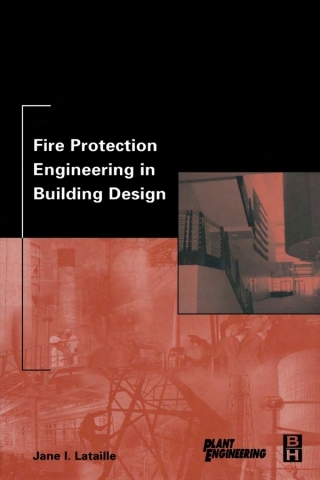 Fire Protection
Engineering in
Building Design
Jane I. Lataille
PLANT
ENGINEERING
B
H